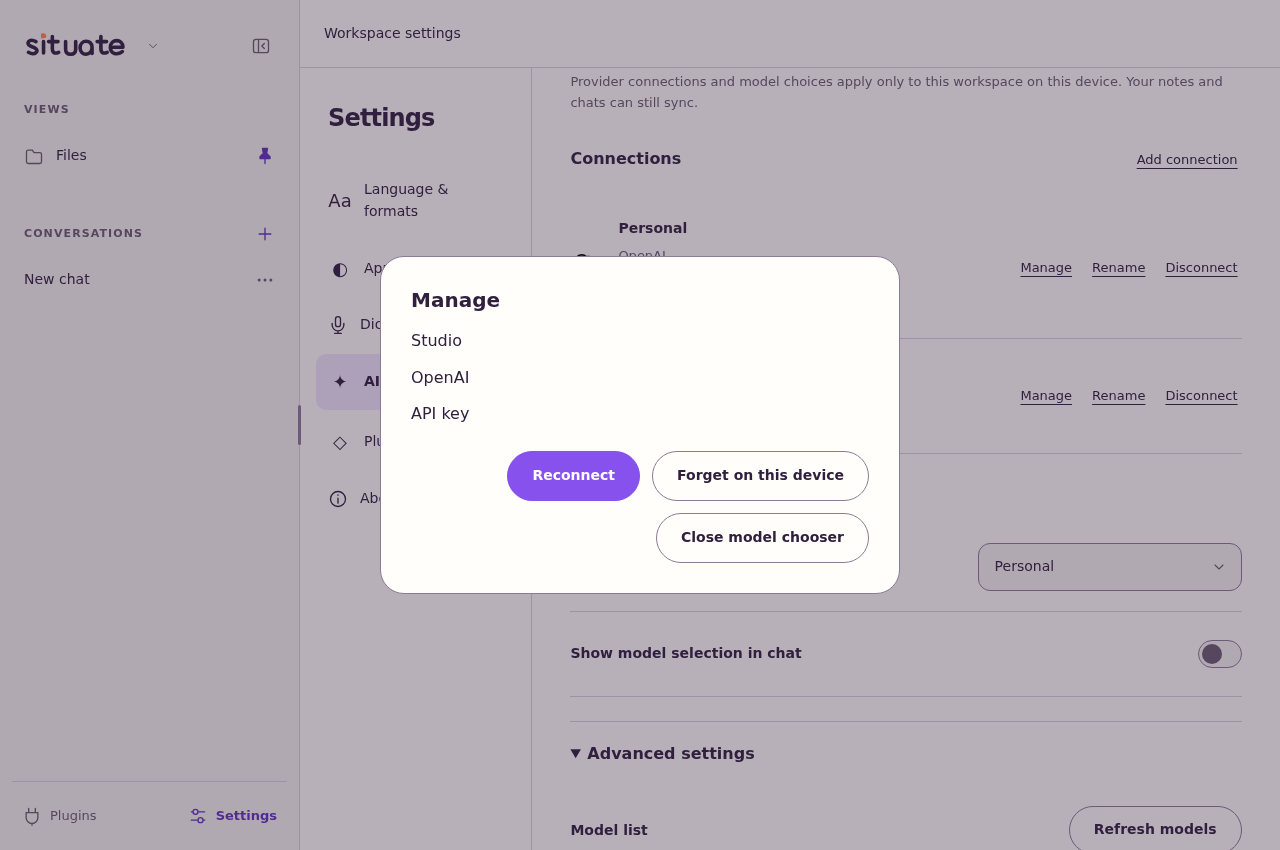 situate
Workspace settings
VIEWS
Files
CONVERSATIONS
New chat
Plugins
Settings
Settings
Aa
Language &
formats
AI
Provider connections and model choices apply only to this workspace on this device. Your notes and
chats can still sync.
Connections
Add connection
Personal
OpenAI
Manage Rename Disconnect
Manage Rename Disconnect
Manage
Studio
OpenAI
API key
Reconnect
Forget on this device
Close model chooser
Personal
Show model selection in chat
Advanced settings
Model list
Refresh models